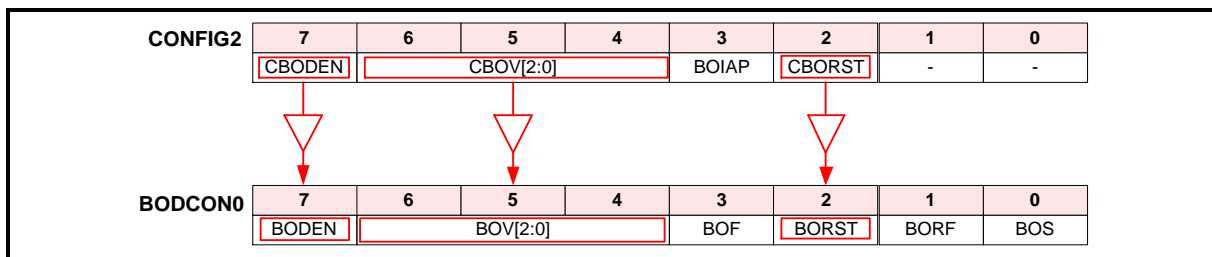 CONFIG2 7 6 5 4 3 2 1 0
CBODEN CBOV[2:0] BOIAP CBORST - -
BODCON0 7 6 5 4 3 2 1 0
BODEN BOV[2:0] BOF BORST BORF BOS